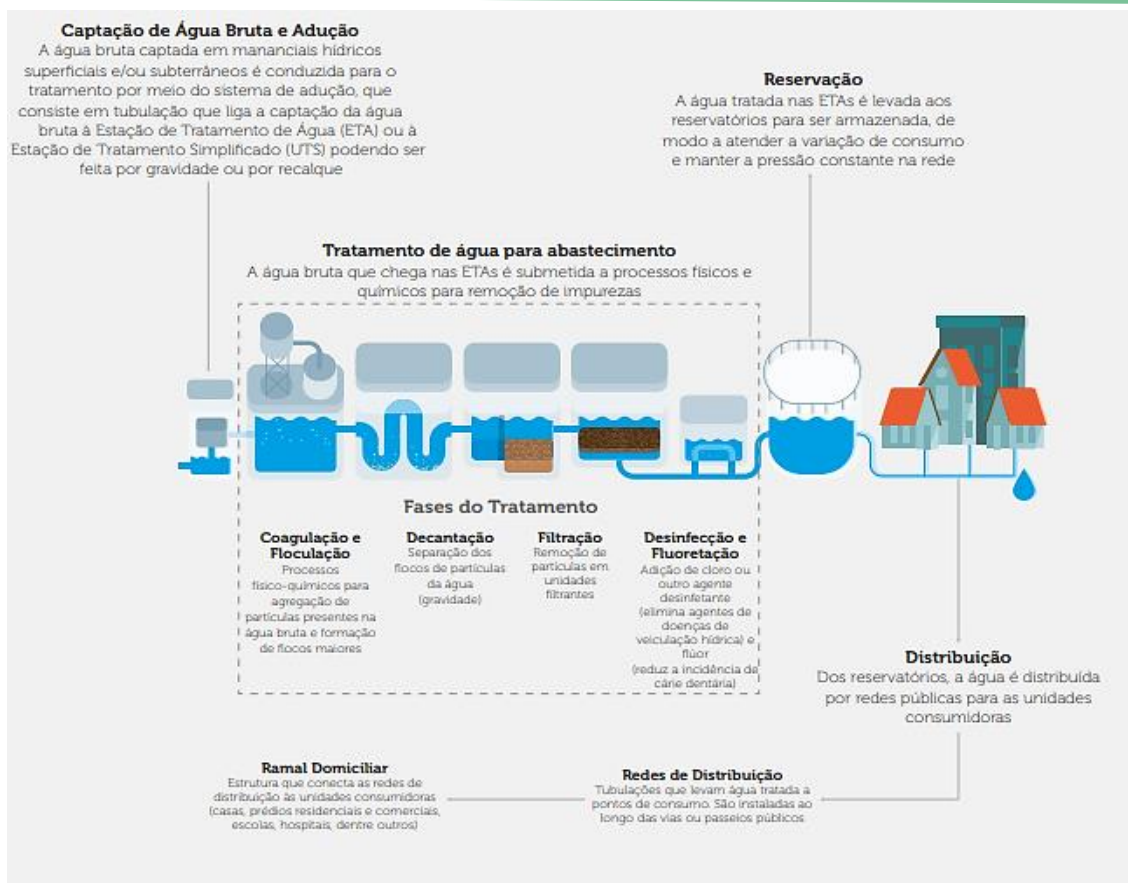 Captação de Água Bruta e Adução
A água bruta captada em mananciais hídricos
superficiais e/ou subterrâneos é conduzida para o
tratamento por meio do sistema de adução, que
consiste em tubulação que liga a captação da água
bruta à Estação de Tratamento de Água (ETA) ou à
Estação de Tratamento Simplificado (UTS) podendo ser
feita por gravidade ou por recalque
Reservação
A água tratada nas ETAs é levada aos
reservatórios para ser armazenada, de
modo a atender a variação de consumo
e manter a pressão constante na rede
Tratamento de água para abastecimento
A água bruta que chega nas ETAs é submetida a processos físicos e
químicos para remoção de impurezas
Fases do Tratamento
Coagulação e
Floculação
Processos
físico-químicos para
agregação de
partículas presentes na
água bruta e formação
de flocos maiores
Decantação
Separação dos
flocos de partículas
da água
(gravidade)
Filtração
Remoção de
partículas em
unidades
filtrantes
Desinfecção e
Fluoretação
Adição de cloro ou
outro agente
desinfetante
(elimina agentes de
doenças de
veiculação hídrica) e
flúor
(reduz a incidência de
cárie dentária)
Distribuição
Dos reservatórios, a água é distribuída
por redes públicas para as unidades
consumidoras
Redes de Distribuição
Tubulações que levam água tratada a
pontos de consumo. São instaladas ao
longo das vias ou passeios públicos
Ramal Domiciliar
Estrutura que conecta as redes de
distribuição às unidades consumidoras
(casas, prédios residenciais e comerciais,
escolas, hospitais, dentre outros)